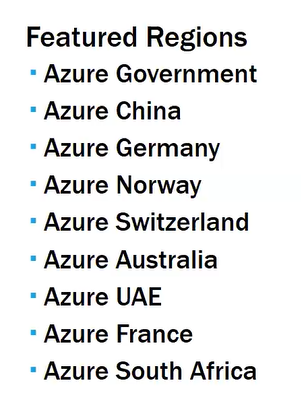 Featured Regions
▪ Azure Government
▪ Azure China
▪ Azure Germany
▪ Azure Norway
▪ Azure Switzerland
▪ Azure Australia
▪ Azure UAE
▪ Azure France
▪ Azure South Africa